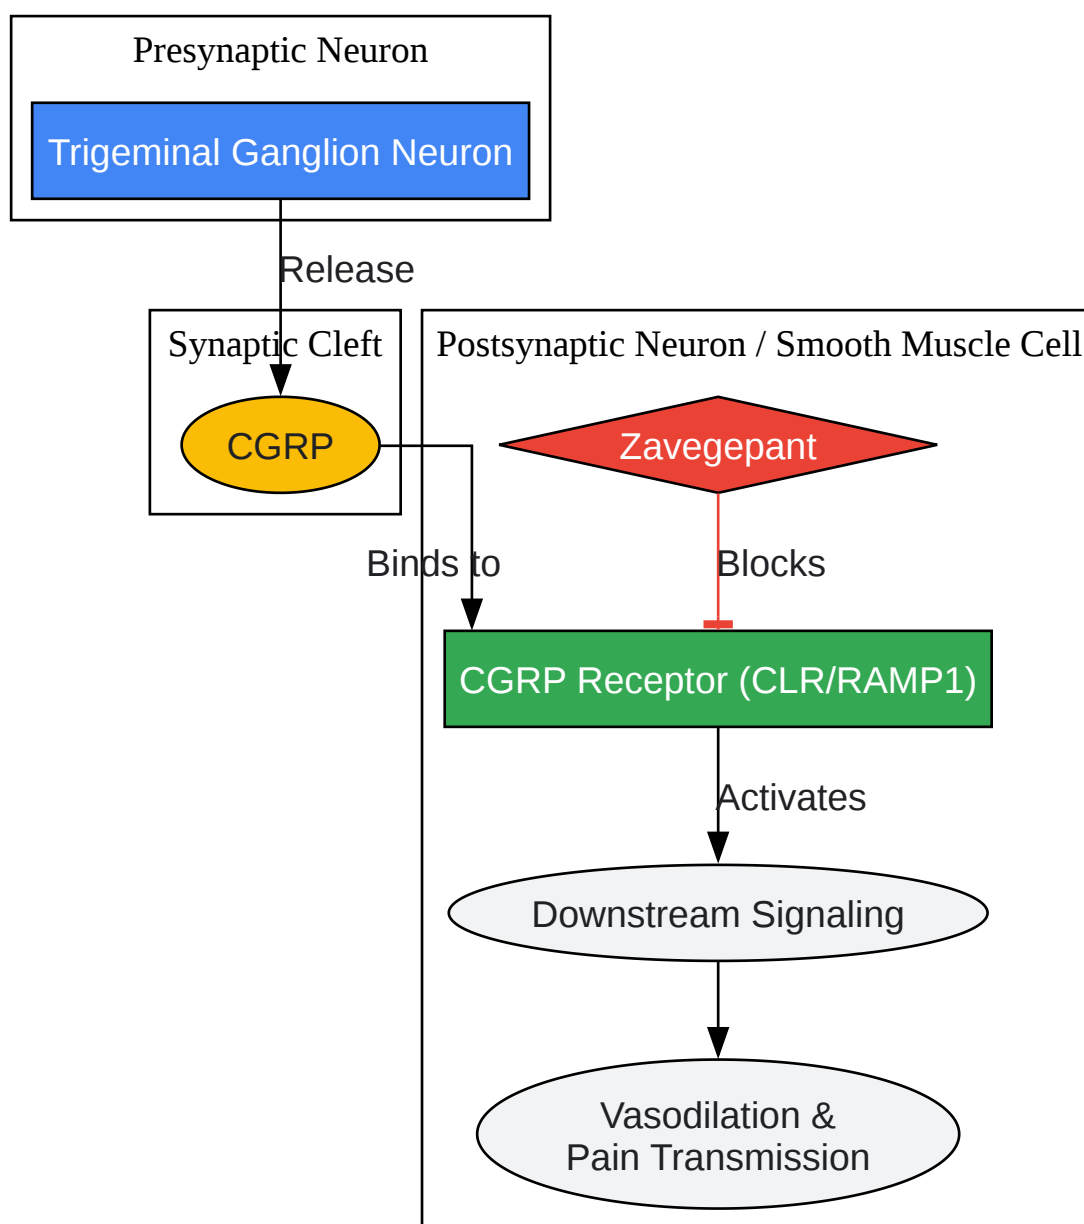 Presynaptic Neuron
Trigeminal Ganglion Neuron
Release
Synaptic Cleft
CGRP
Postsynaptic Neuron / Smooth Muscle Cell
Zavegepant
Binds to
Blocks
CGRP Receptor (CLR/RAMP1)
Activates
Downstream Signaling
Vasodilation &
Pain Transmission